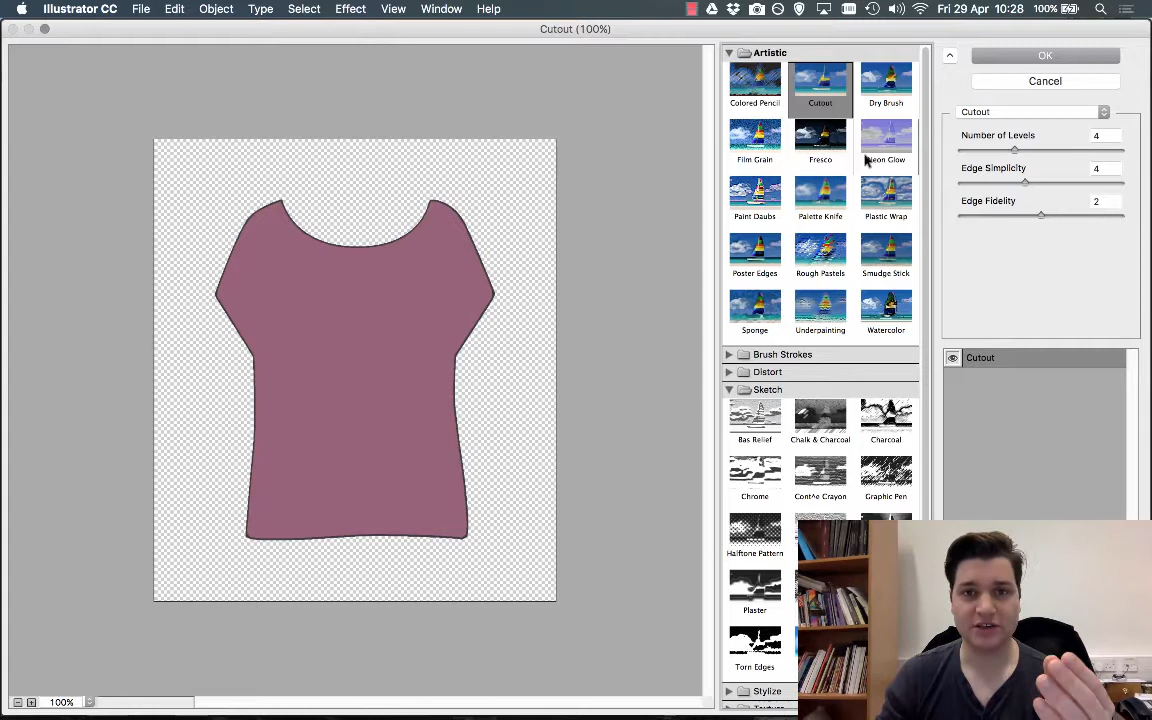 Illustrator CC File Edit Object Type Select Effect View Window Help Fri 29 Apr 10:28 100%
Cutout (100%)
Artistic
Colored Pencil Cutout Dry Brush
Film Grain Fresco Neon Glow
Paint Daubs Palette Knife Plastic Wrap
Poster Edges Rough Pastels Smudge Stick
Sponge Underpainting Watercolor
Brush Strokes
Distort
Sketch
Bas Relief Chalk & Charcoal Charcoal
Chrome Cont^e Crayon Graphic Pen
Halftone Pattern
Plaster
Torn Edges
Stylize
OK
Cancel
Cutout
Number of Levels 4
Edge Simplicity 4
Edge Fidelity 2
Cutout
100%